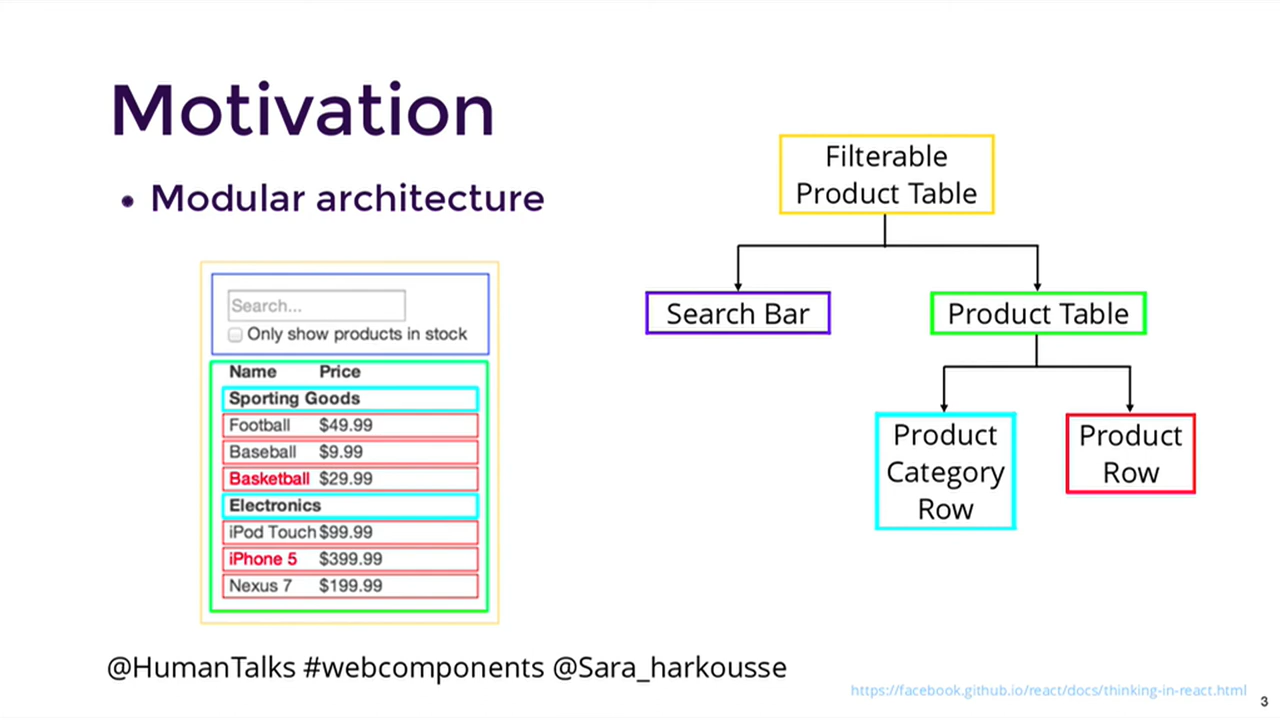 Motivation
• Modular architecture
Search...
Only show products in stock
Name Price
Sporting Goods
Football $49.99
Baseball $9.99
Basketball $29.99
Electronics
iPod Touch $99.99
iPhone 5 $399.99
Nexus 7 $199.99
Filterable
Product Table
Search Bar
Product Table
Product
Category
Row
Product
Row
@HumanTalks #webcomponents @Sara_harkousse
https://facebook.github.io/react/docs/thinking-in-react.html
3